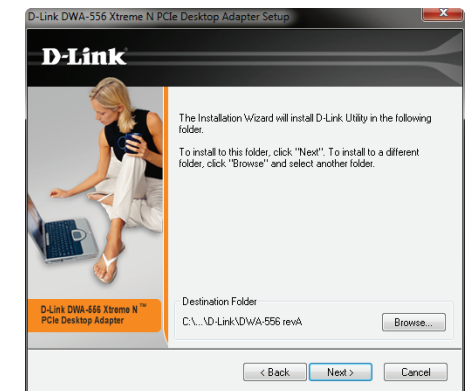 D-Link DWA-556 Xtreme N PCIe Desktop Adapter Setup
D-Link
The Installation Wizard will install D-Link Utility in the following
folder.
To install to this folder, click "Next". To install to a different
folder, click "Browse" and select another folder.
D-Link DWA-556 Xtreme N ™
PCIe Desktop Adapter
Destination Folder
C:\...\D-Link\DWA-556 revA
Browse...
< Back
Next >
Cancel